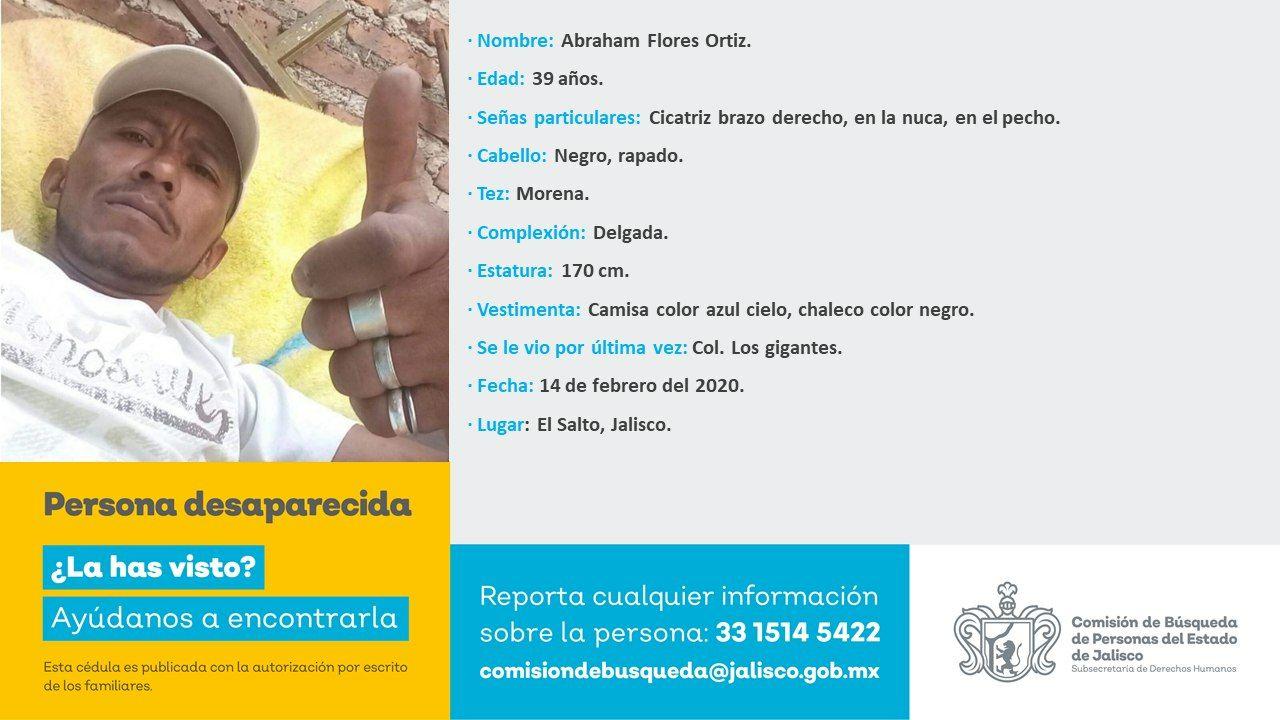 · Nombre: Abraham Flores Ortiz.
· Edad: 39 años.
· Señas particulares: Cicatriz brazo derecho, en la nuca, en el pecho.
· Cabello: Negro, rapado.
· Tez: Morena.
· Complexión: Delgada.
· Estatura: 170 cm.
· Vestimenta: Camisa color azul cielo, chaleco color negro.
· Se le vio por última vez: Col. Los gigantes.
· Fecha: 14 de febrero del 2020.
· Lugar: El Salto, Jalisco.
Persona desaparecida
¿La has visto?
Ayúdanos a encontrarla
Esta cédula es publicada con la autorización por escrito
de los familiares.
Reporta cualquier información
sobre la persona: 33 1514 5422
comisiondebusqueda@jalisco.gob.mx
Comisión de Búsqueda
de Personas del Estado
de Jalisco
Subsecretaría de Derechos Humanos